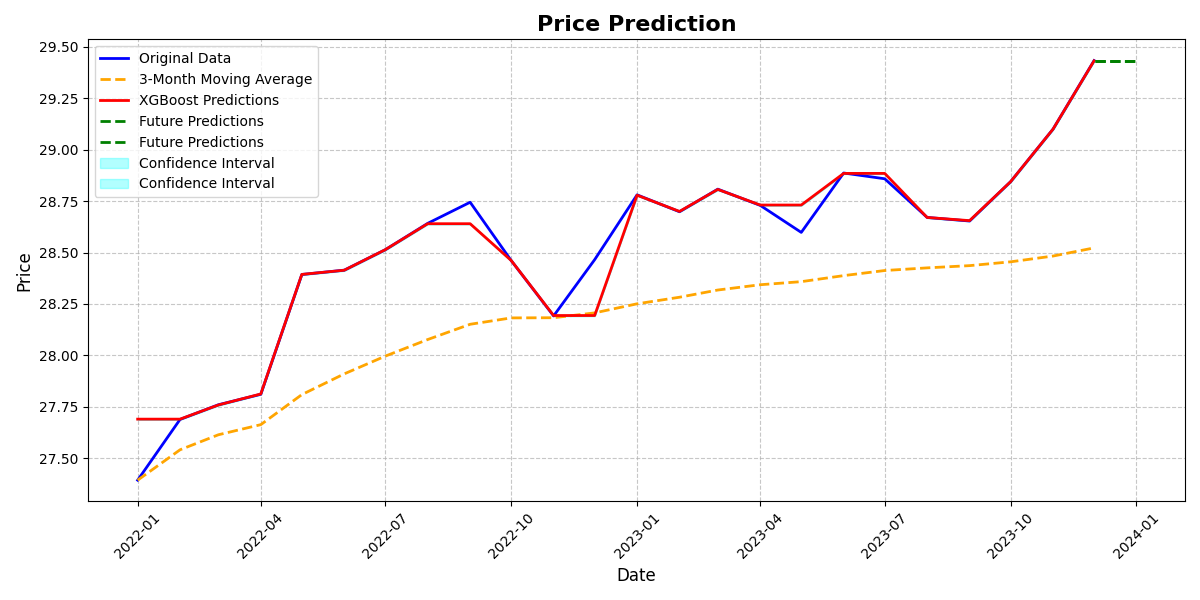 Price Prediction
Original Data
3-Month Moving Average
XGBoost Predictions
Future Predictions
Future Predictions
Confidence Interval
Confidence Interval
Price
29.50
29.25
29.00
28.75
28.50
28.25
28.00
27.75
27.50
2022-01
2022-04
2022-07
2022-10
2023-01
2023-04
2023-07
2023-10
2024-01
Date